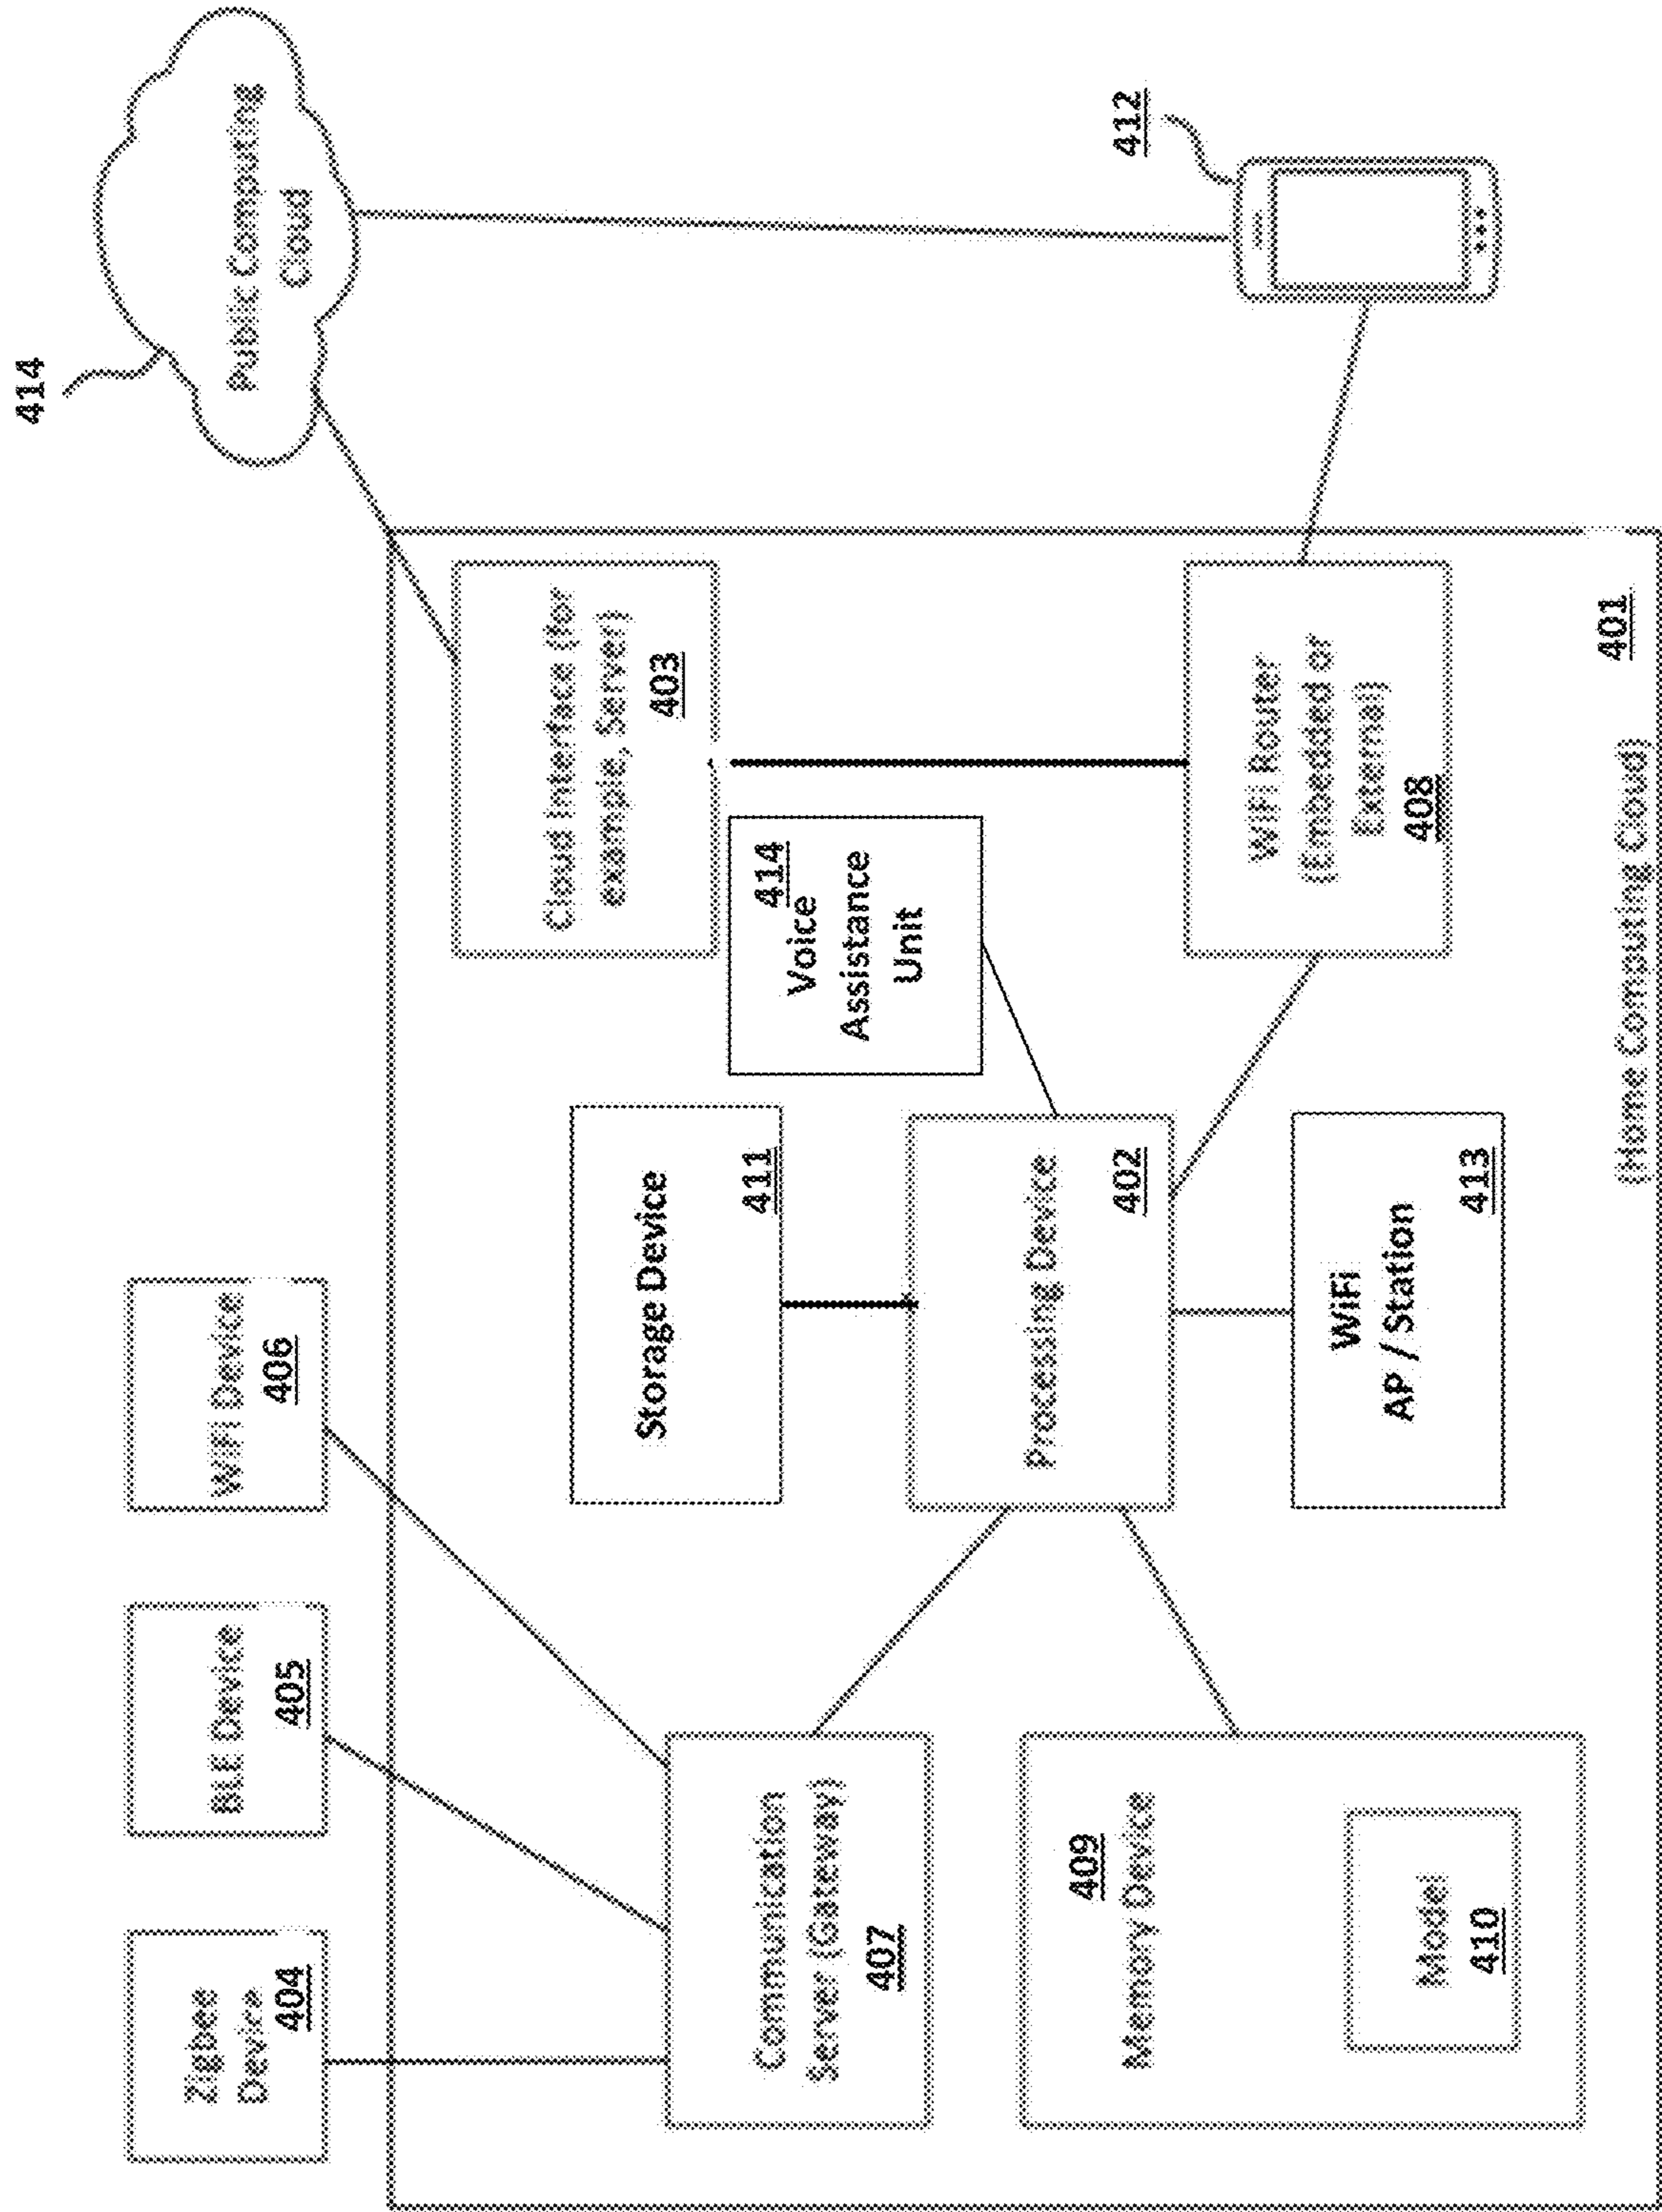 414
Public Computing
Cloud
412
Zigbee
Device
404
BLE Device
405
WiFi Device
406
Cloud Interface (for
example, Server)
403
414
Voice
Assistance
Unit
Storage Device
411
Communication
Server (Gateway)
407
Processing Device
402
WiFi Router
(Embedded or
External)
408
409
Memory Device
Model
410
WiFi
AP / Station
413
401
(Home Computing Cloud)